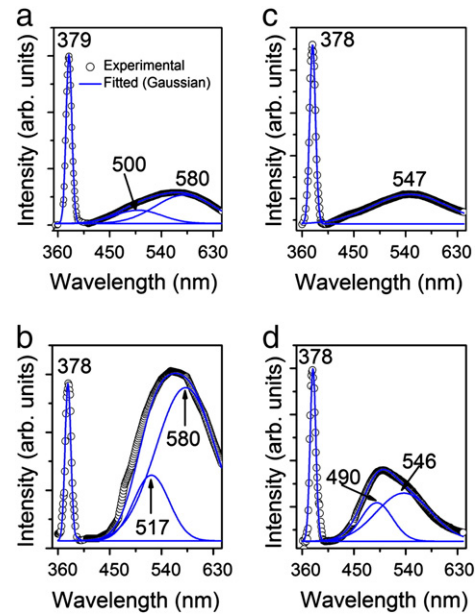 a
379
Experimental
Fitted (Gaussian)
500
580
Intensity (arb. units)
360 450 540 630
Wavelength (nm)
c
378
547
Intensity (arb. units)
360 450 540 630
Wavelength (nm)
b
378
580
517
Intensity (arb. units)
360 450 540 630
Wavelength (nm)
d
378
490
546
Intensity (arb. units)
360 450 540 630
Wavelength (nm)